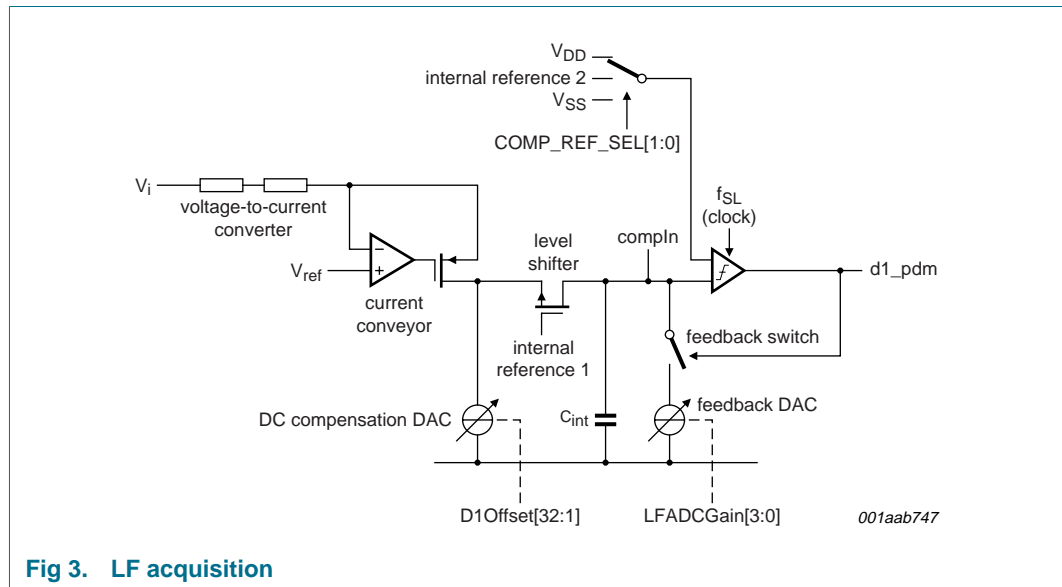 VDD
internal reference 2
VSS
COMP_REF_SEL[1:0]
fSL
(clock)
Vi
voltage-to-current
converter
level
shifter
compIn
−
+
Vref
d1_pdm
current
conveyor
feedback switch
internal
reference 1
DC compensation DAC
Cint
feedback DAC
D1Offset[32:1]
LFADCGain[3:0]
001aab747
Fig 3. LF acquisition